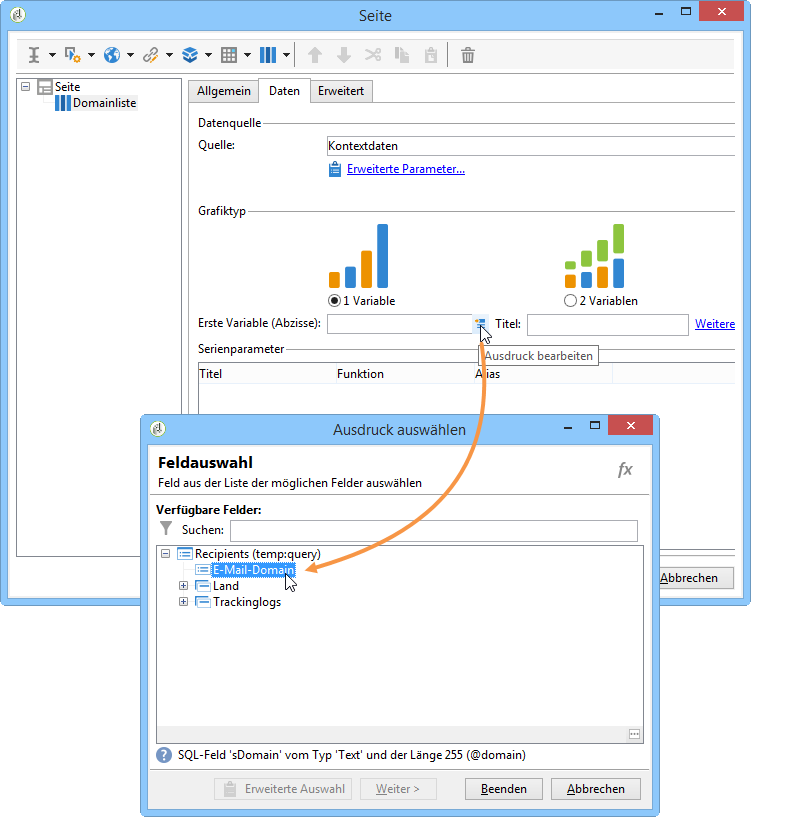 Seite
Seite
Domainliste
Allgemein Daten Erweitert
Datenquelle
Quelle: Kontextdaten
Erweiterte Parameter...
Grafiktyp
1 Variable 2 Variablen
Erste Variable (Abzisse): Titel: Weitere
Ausdruck bearbeiten
Serienparameter
Titel Funktion Alias
Abbrechen
Ausdruck auswählen
Feldauswahl
Feld aus der Liste der möglichen Felder auswählen
fx
Verfügbare Felder:
Suchen:
Recipients (temp:query)
E-Mail-Domain
Land
Trackinglogs
SQL-Feld 'sDomain' vom Typ 'Text' und der Länge 255 (@domain)
Erweiterte Auswahl Weiter > Beenden Abbrechen